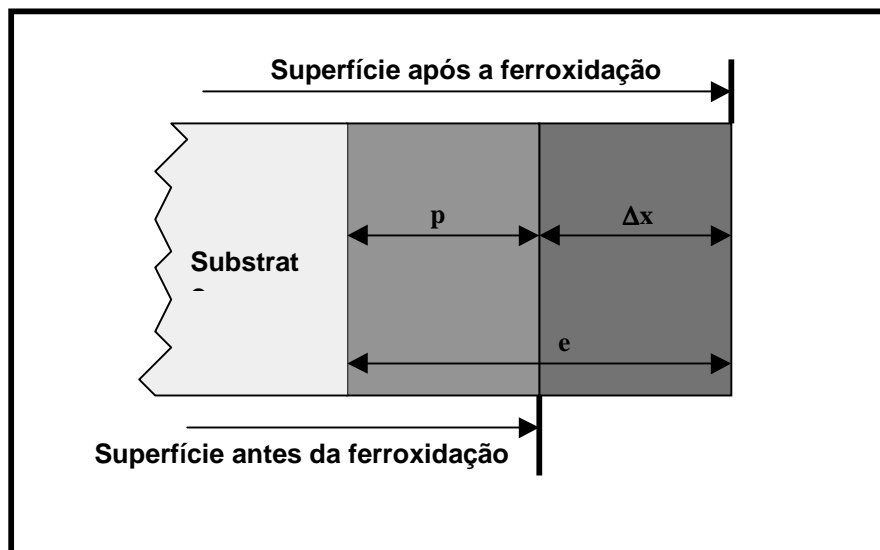 Superfície após a ferroxidação
p
Δx
Substrat
e
Superfície antes da ferroxidação